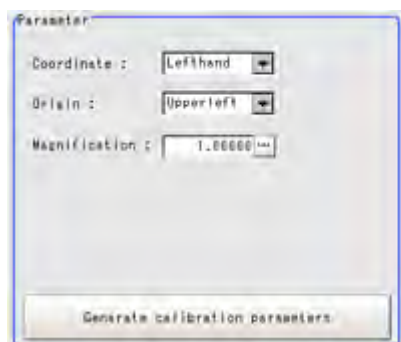 Parameter
Coordinate : Lefthand
Origin : Upperleft
Magnification : 1.00000 ...
Generate calibration parameters